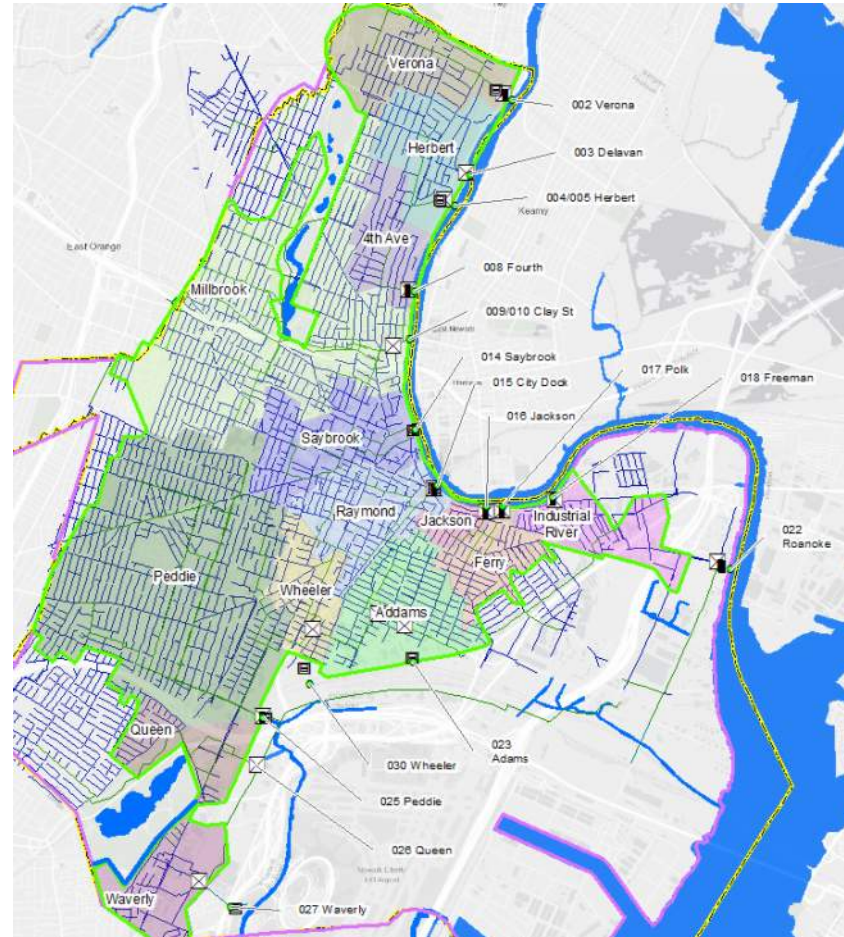 Verona
002 Verona
Herbert
003 Delavan
004/005 Herbert
Kearny
4th Ave
East Orange
008 Fourth
Millbrook
009/010 Clay St
014 Saybrook
017 Polk
015 City Dock
018 Freeman
016 Jackson
Saybrook
Raymond
Jackson
Industrial
River
Ferry
022
Roanoke
Peddie
Wheeler
Addams
Queen
023
Adams
030 Wheeler
025 Peddie
026 Queen
Waverly
027 Waverly